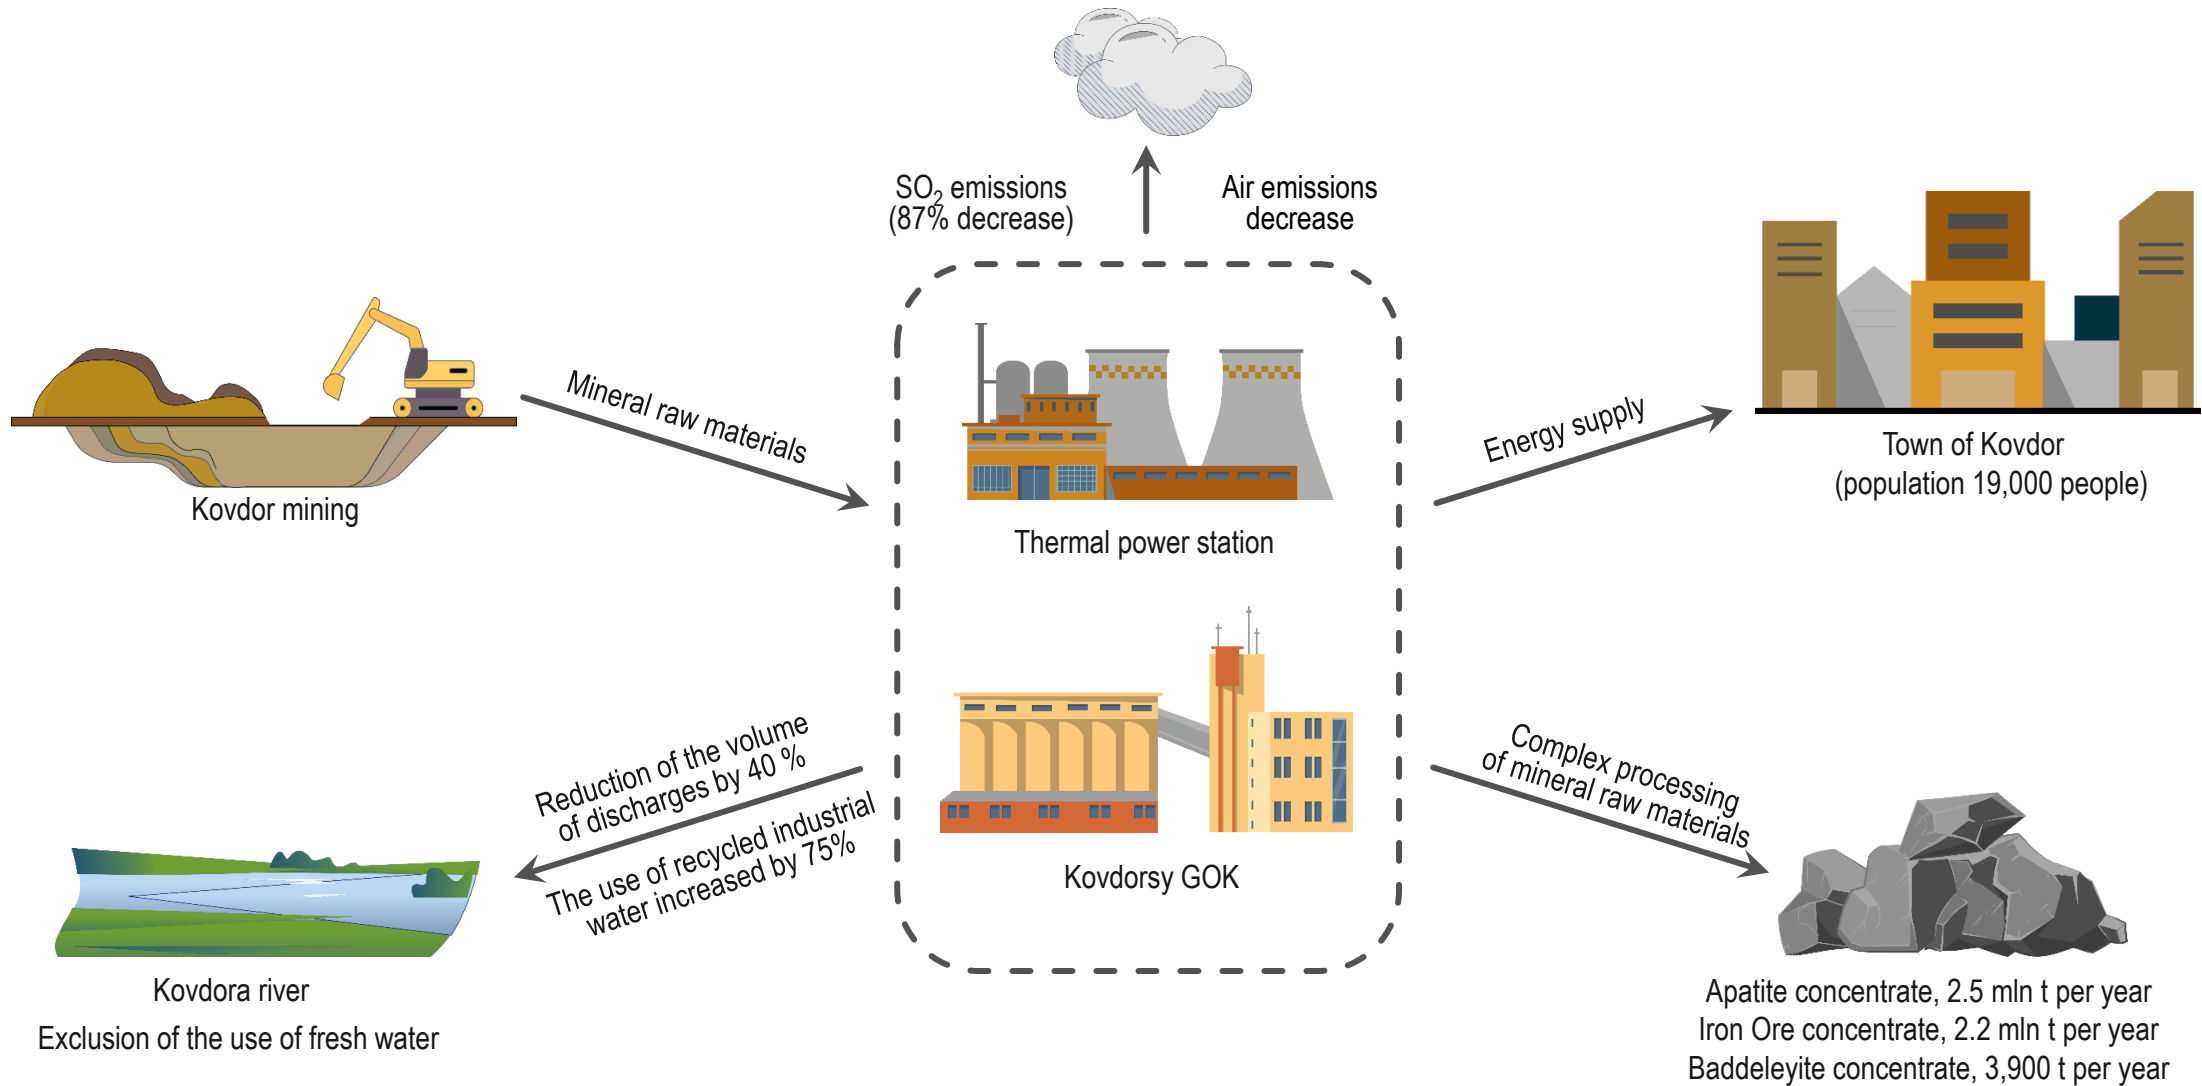 SO2 emissions
(87% decrease)
Air emissions
decrease
Mineral raw materials
Kovdor mining
Thermal power station
Energy supply
Town of Kovdor
(population 19,000 people)
Reduction of the volume
of discharges by 40 %
The use of recycled industrial
water increased by 75%
Kovdorsy GOK
Complex processing
of mineral raw materials
Kovdora river
Exclusion of the use of fresh water
Apatite concentrate, 2.5 mln t per year
Iron Ore concentrate, 2.2 mln t per year
Baddeleyite concentrate, 3,900 t per year